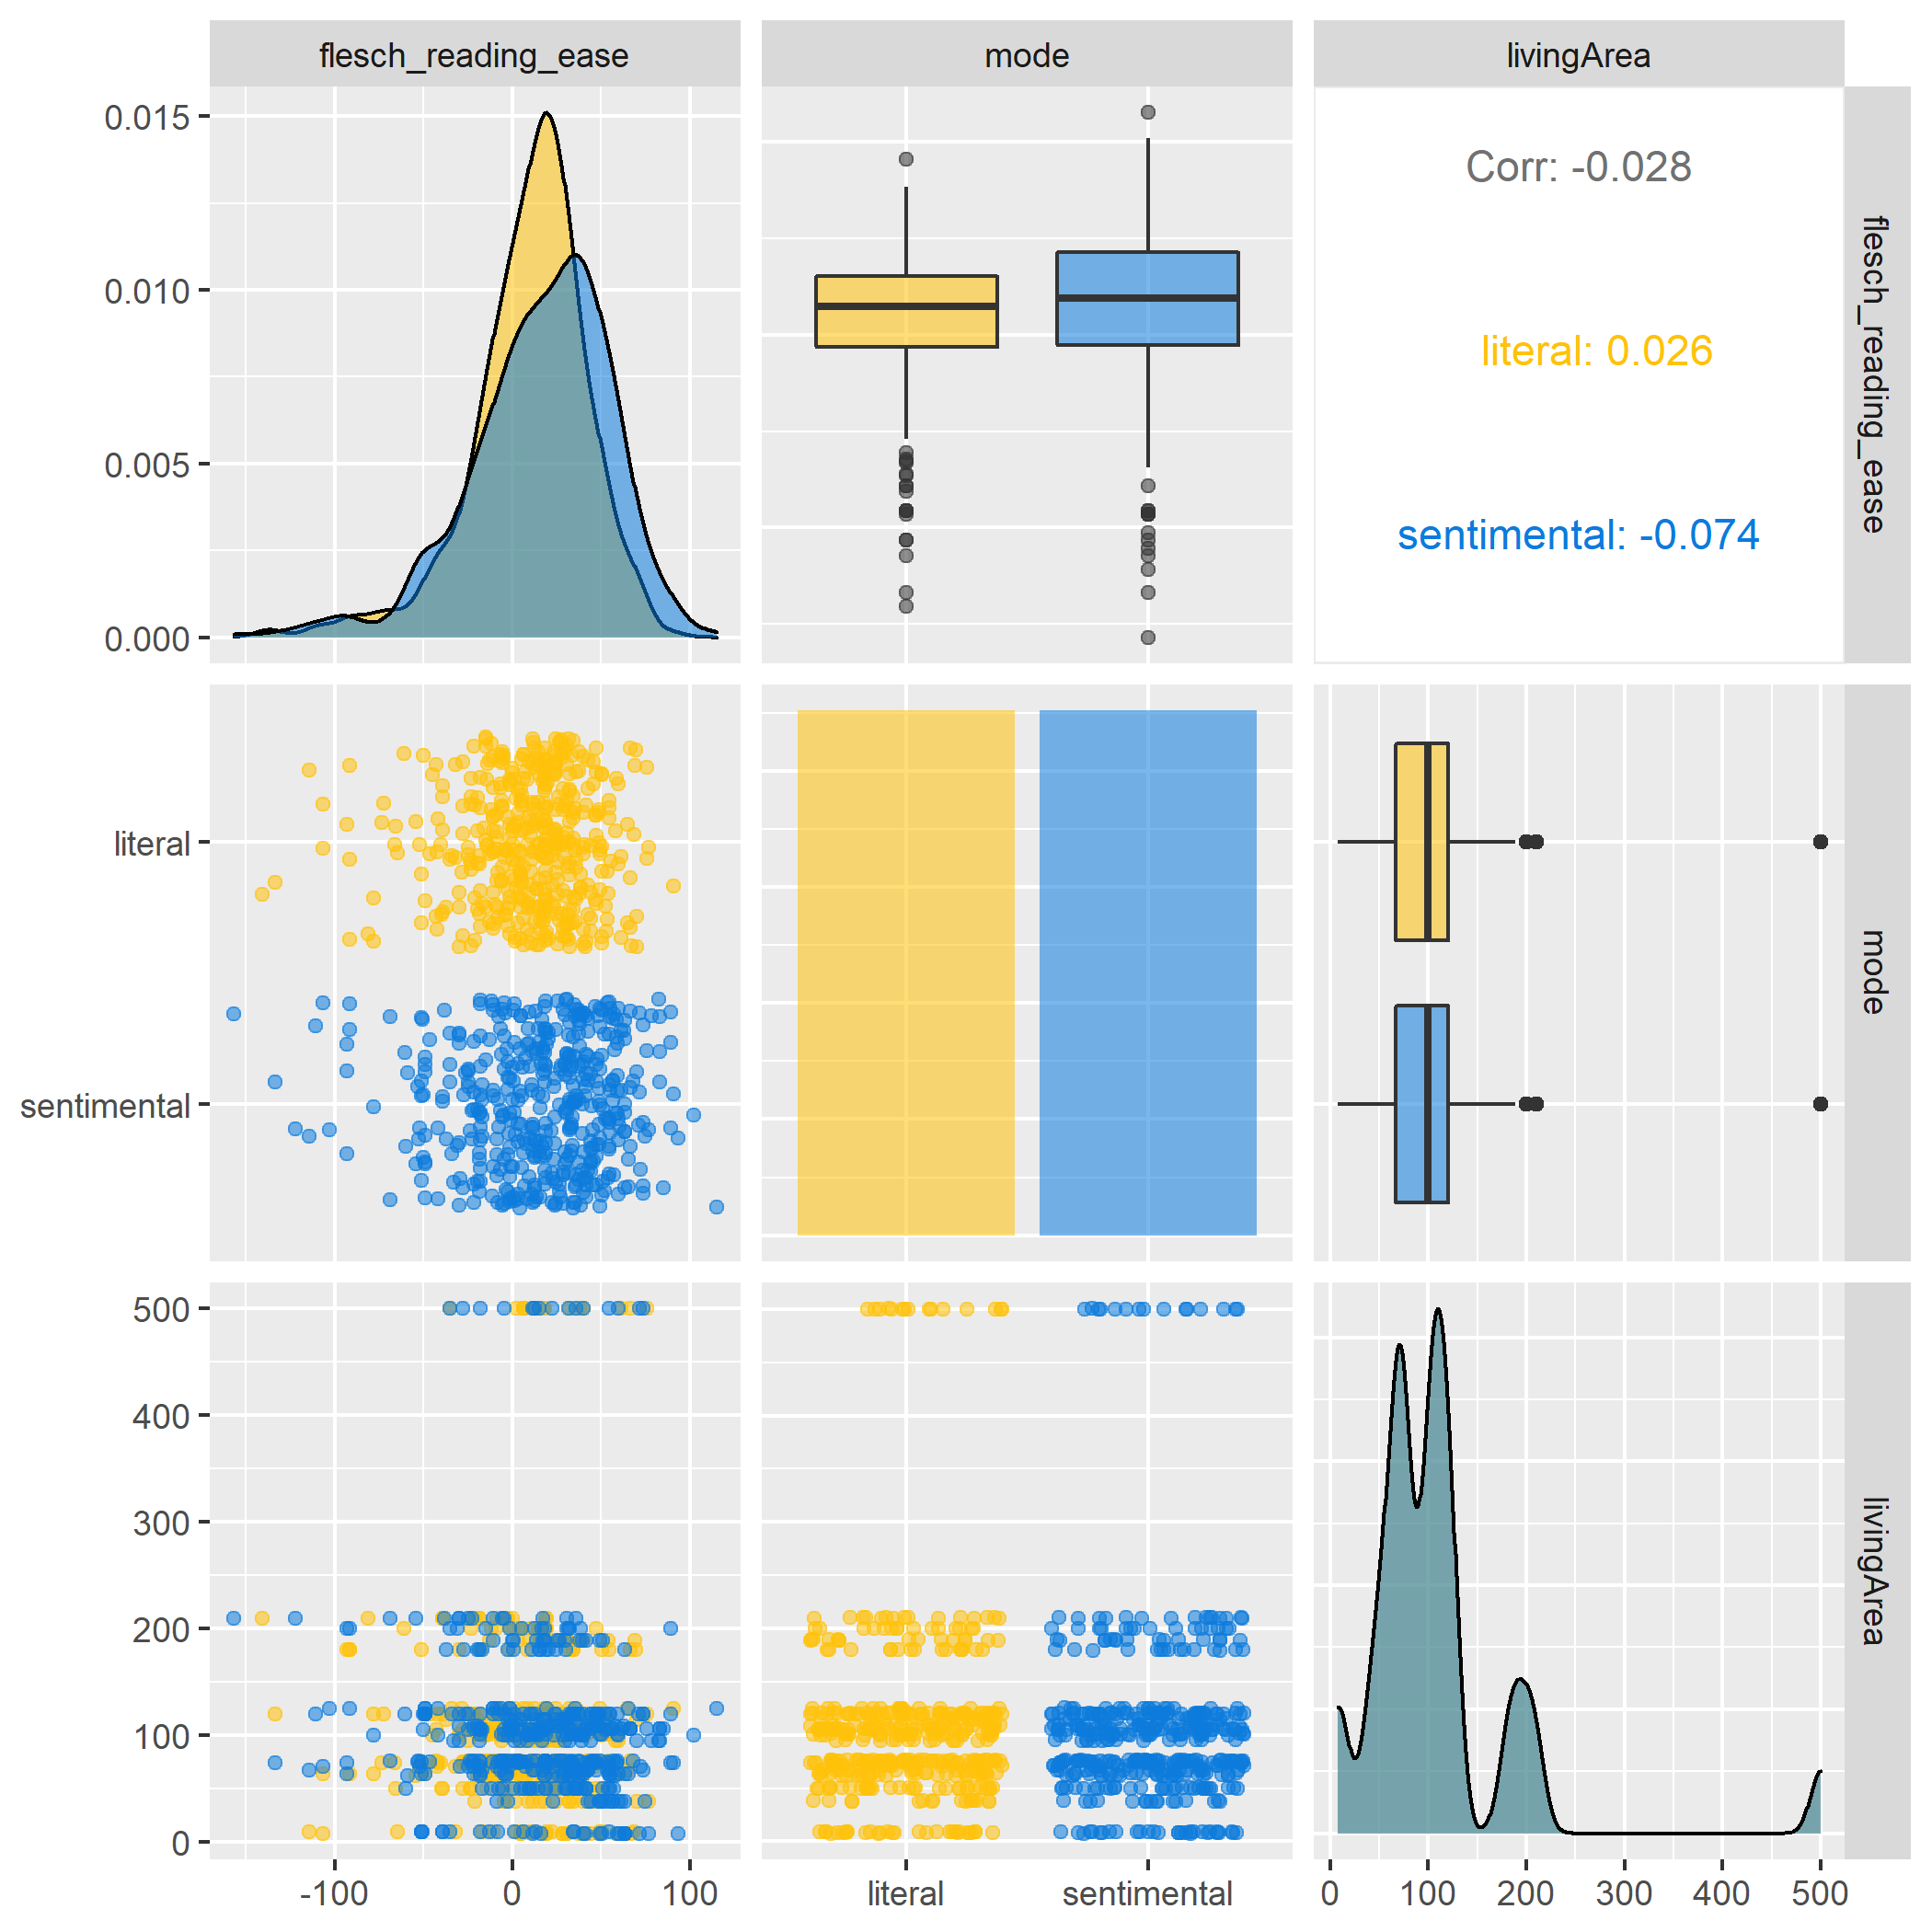 flesch_reading_ease mode livingArea
0.015
0.010
0.005
0.000
Corr: -0.028
literal: 0.026
sentimental: -0.074
flesch_reading_ease
literal
sentimental
mode
500
400
300
200
100
0
livingArea
-100 0 100 literal sentimental 0 100 200 300 400 500